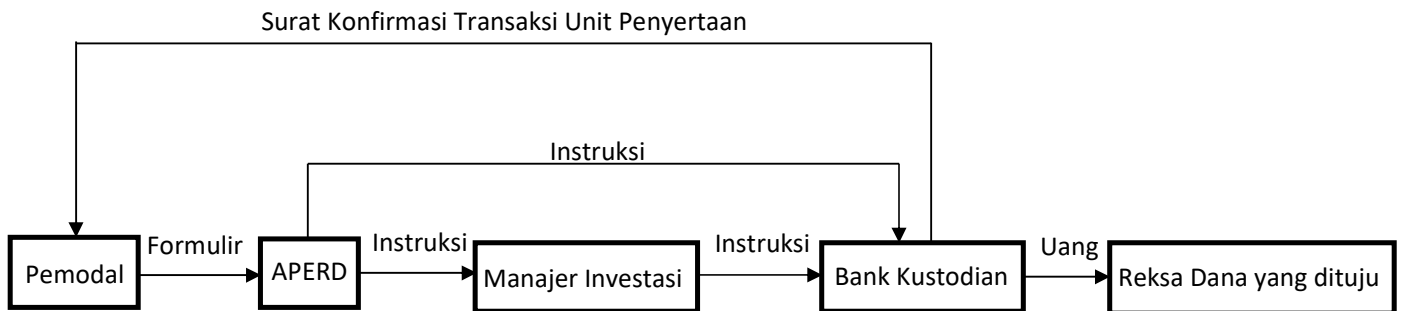 Surat Konfirmasi Transaksi Unit Penyertaan
Instruksi
Formulir
Instruksi
Instruksi
Uang
Pemodal
APERD
Manajer Investasi
Bank Kustodian
Reksa Dana yang dituju